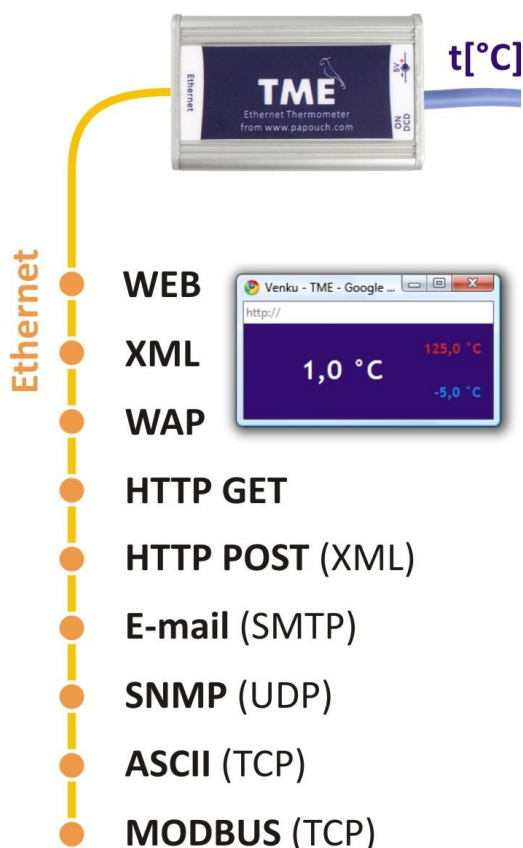 t[°C]
Ethernet
TME
Ethernet Thermometer
from www.papouch.com
5V
ON
DCD
Ethernet
WEB
Venku - TME - Google ...
http://
125,0 °C
1,0 °C
-5,0 °C
XML
WAP
HTTP GET
HTTP POST (XML)
E-mail (SMTP)
SNMP (UDP)
ASCII (TCP)
MODBUS (TCP)